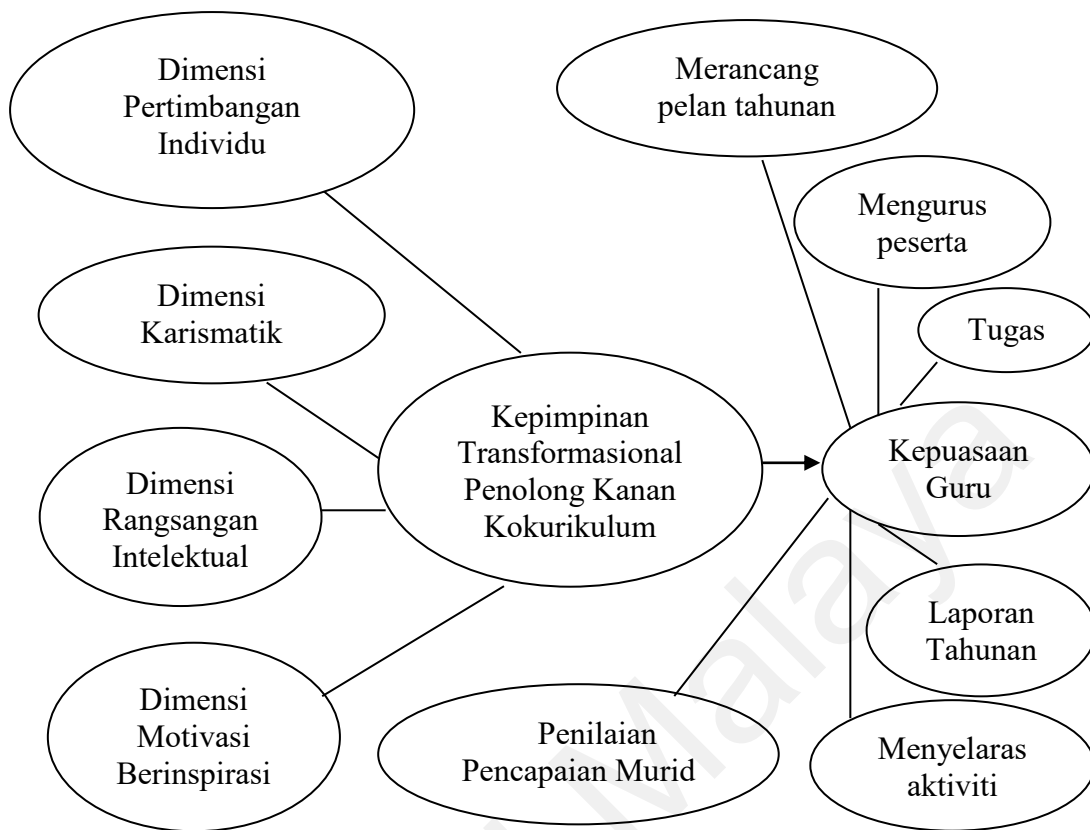 Dimensi
Pertimbangan
Individu
Merancang
pelan tahunan
Mengurus
peserta
Dimensi
Karismatik
Tugas
Kepimpinan
Transformasional
Penolong Kanan
Kokurikulum
Kepuasaan
Guru
Dimensi
Rangsangan
Intelektual
Laporan
Tahunan
Dimensi
Motivasi
Berinspirasi
Penilaian
Pencapaian Murid
Menyelaras
aktiviti
Malaya